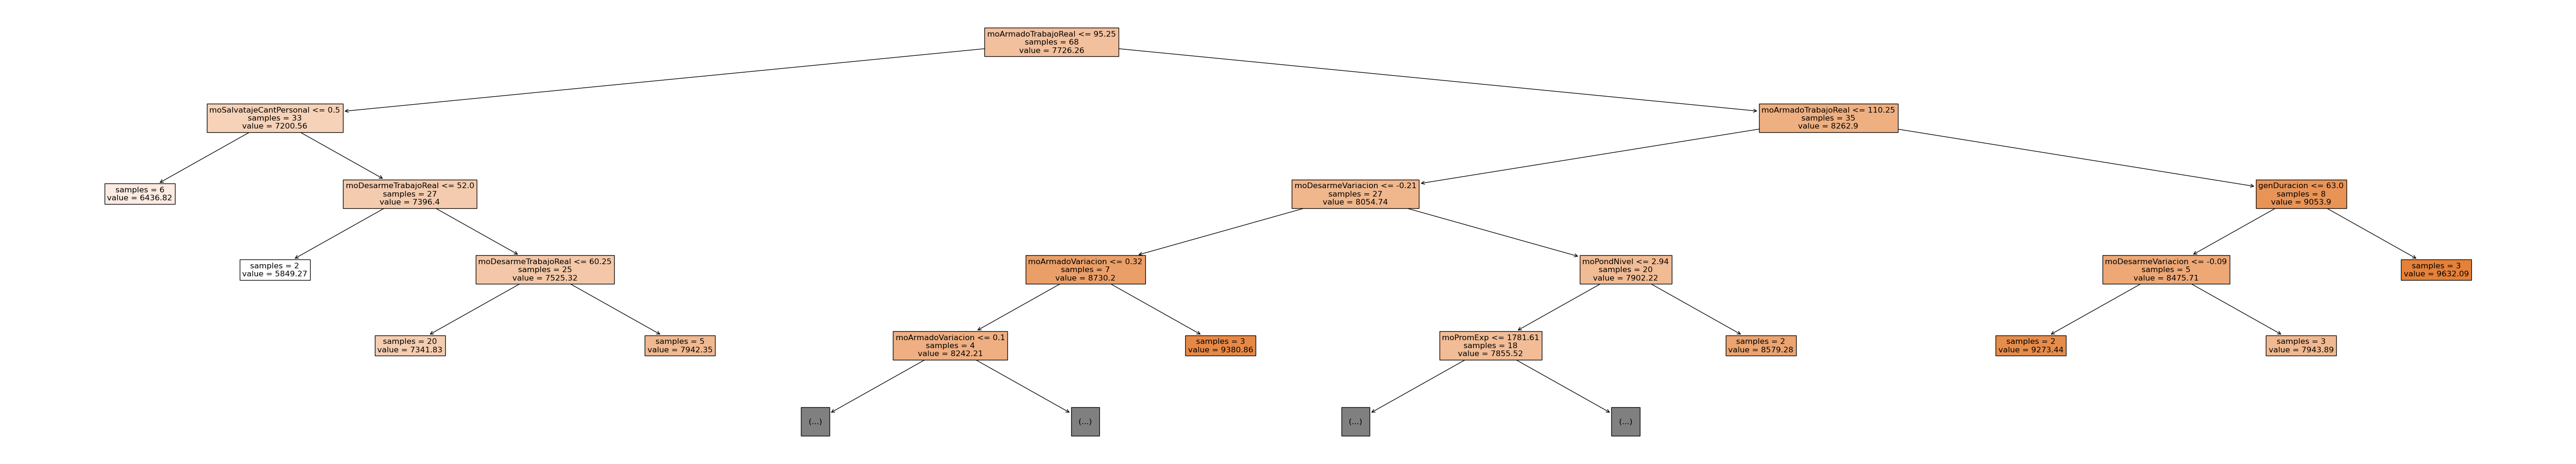 moArmadoTrabajoReal <= 95.25
samples = 68
value = 7726.26
moSalvatajeCantPersonal <= 0.5
samples = 33
value = 7200.56
moArmadoTrabajoReal <= 110.25
samples = 35
value = 8262.9
samples = 6
value = 6436.82
moDesarmeTrabajoReal <= 52.0
samples = 27
value = 7396.4
moDesarmeVariacion <= -0.21
samples = 27
value = 8054.74
genDuracion <= 63.0
samples = 8
value = 9053.9
samples = 2
value = 5849.27
moDesarmeTrabajoReal <= 60.25
samples = 25
value = 7525.32
moArmadoVariacion <= 0.32
samples = 7
value = 8730.2
moPondNivel <= 2.94
samples = 20
value = 7902.22
moDesarmeVariacion <= -0.09
samples = 5
value = 8475.71
samples = 3
value = 9632.09
samples = 20
value = 7341.83
samples = 5
value = 7942.35
moArmadoVariacion <= 0.1
samples = 4
value = 8242.21
samples = 3
value = 9380.86
moPromExp <= 1781.61
samples = 18
value = 7855.52
samples = 2
value = 8579.28
samples = 2
value = 9273.44
samples = 3
value = 7943.89
(...)
(...)
(...)
(...)